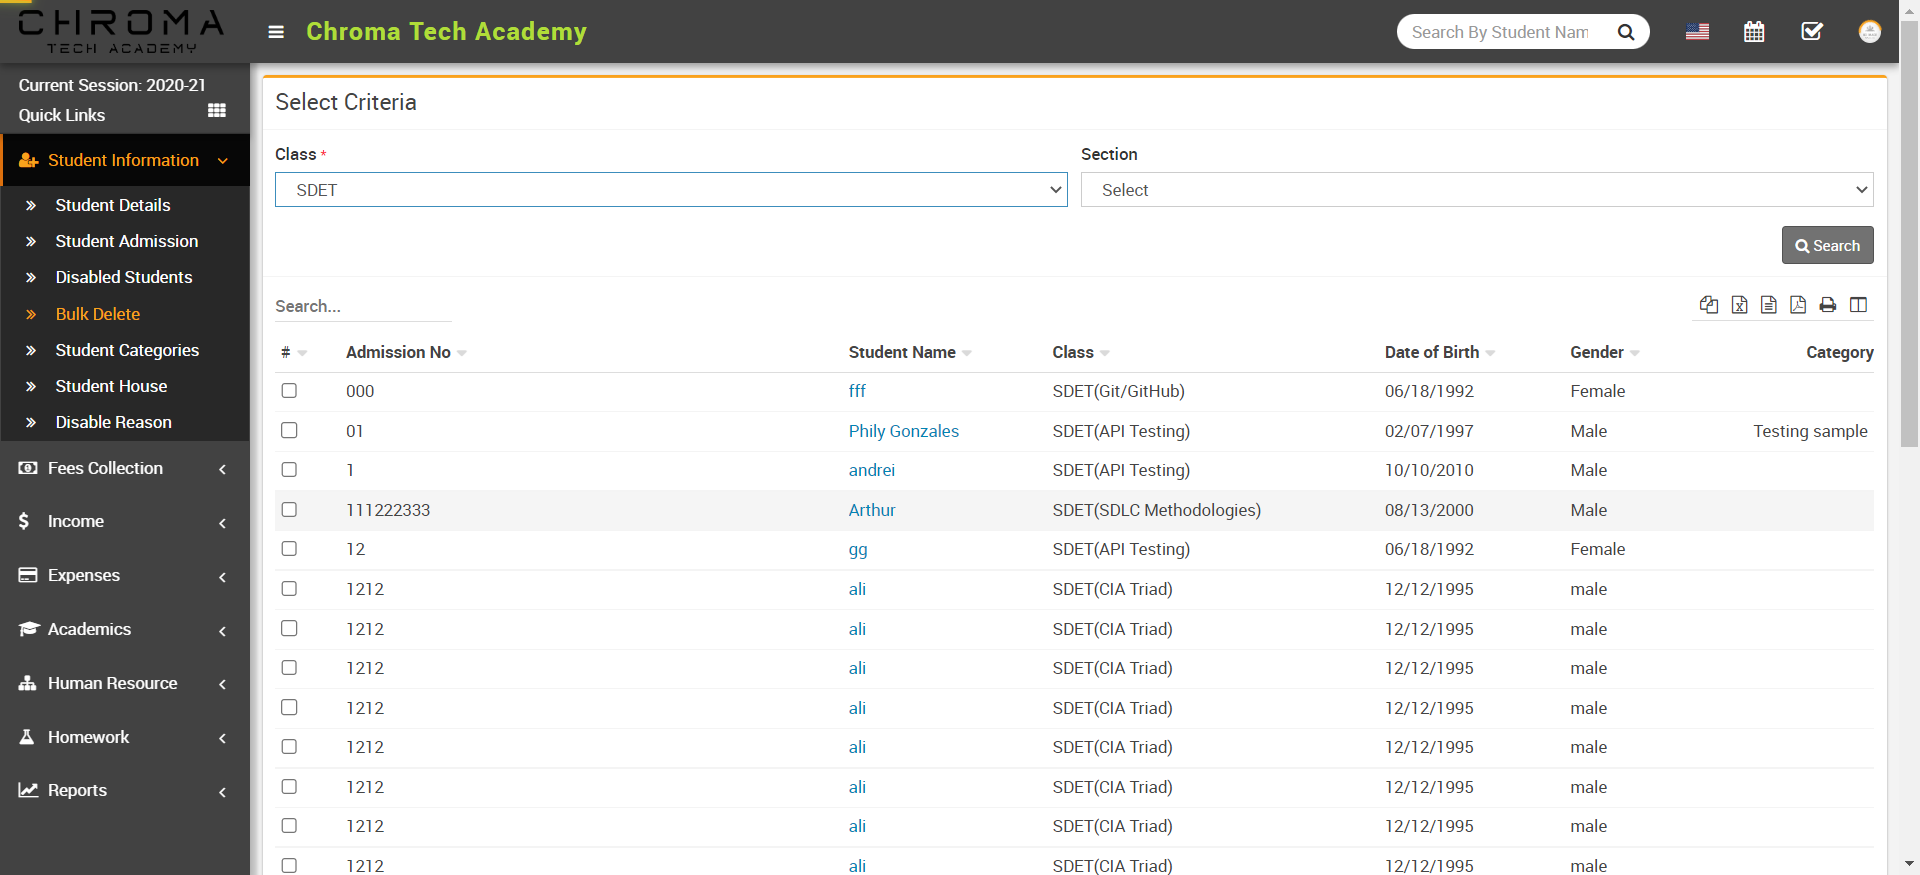 CHROMA
TECH ACADEMY
Chroma Tech Academy
Search By Student Nam
Current Session: 2020-21
Quick Links
Student Information
Student Details
Student Admission
Disabled Students
Bulk Delete
Student Categories
Student House
Disable Reason
Fees Collection
Income
Expenses
Academics
Human Resource
Homework
Reports
Select Criteria
Class * Section
SDET Select
Search
Search...
# Admission No Student Name Class Date of Birth Gender Category
000 fff SDET(Git/GitHub) 06/18/1992 Female
01 Phily Gonzales SDET(API Testing) 02/07/1997 Male Testing sample
1 andrei SDET(API Testing) 10/10/2010 Male
111222333 Arthur SDET(SDLC Methodologies) 08/13/2000 Male
12 gg SDET(API Testing) 06/18/1992 Female
1212 ali SDET(CIA Triad) 12/12/1995 male
1212 ali SDET(CIA Triad) 12/12/1995 male
1212 ali SDET(CIA Triad) 12/12/1995 male
1212 ali SDET(CIA Triad) 12/12/1995 male
1212 ali SDET(CIA Triad) 12/12/1995 male
1212 ali SDET(CIA Triad) 12/12/1995 male
1212 ali SDET(CIA Triad) 12/12/1995 male
1212 ali SDET(CIA Triad) 12/12/1995 male